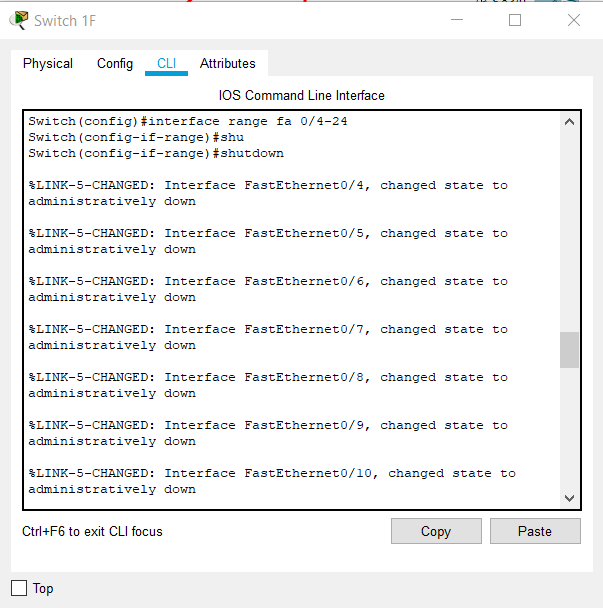 Switch 1F
Physical Config CLI Attributes
IOS Command Line Interface
Switch(config)#interface range fa 0/4-24
Switch(config-if-range)#shu
Switch(config-if-range)#shutdown
%LINK-5-CHANGED: Interface FastEthernet0/4, changed state to
administratively down
%LINK-5-CHANGED: Interface FastEthernet0/5, changed state to
administratively down
%LINK-5-CHANGED: Interface FastEthernet0/6, changed state to
administratively down
%LINK-5-CHANGED: Interface FastEthernet0/7, changed state to
administratively down
%LINK-5-CHANGED: Interface FastEthernet0/8, changed state to
administratively down
%LINK-5-CHANGED: Interface FastEthernet0/9, changed state to
administratively down
%LINK-5-CHANGED: Interface FastEthernet0/10, changed state to
administratively down
Ctrl+F6 to exit CLI focus
Copy Paste
Top